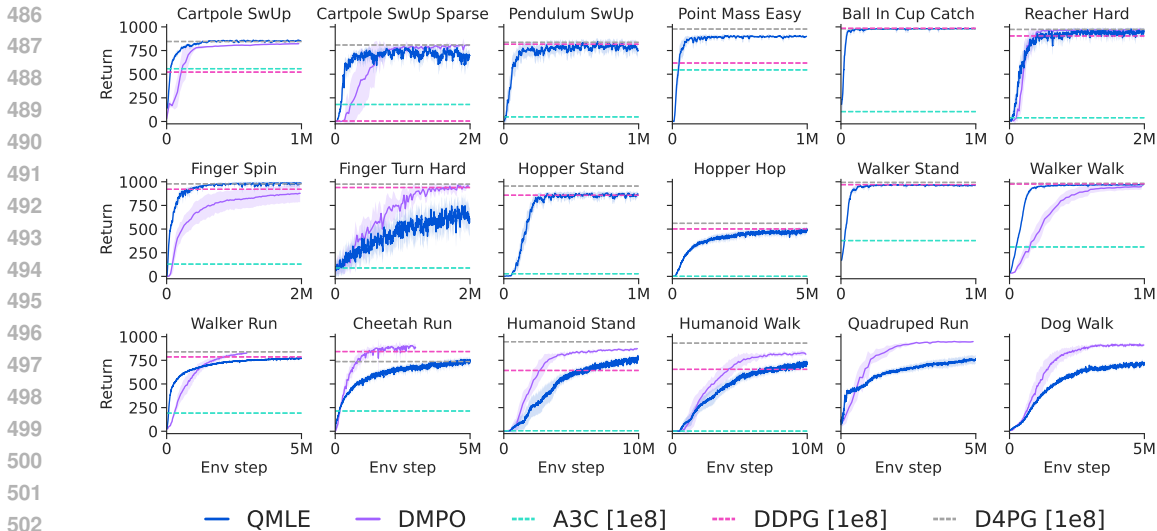 486
487
488
489
490
491
492
493
494
495
496
497
498
499
500
501
502
Cartpole SwUp Cartpole SwUp Sparse Pendulum SwUp Point Mass Easy Ball In Cup Catch Reacher Hard
Return
1000
750
500
250
0
0 1M 0 2M 0 1M 0 1M 0 1M 0 2M
Finger Spin Finger Turn Hard Hopper Stand Hopper Hop Walker Stand Walker Walk
Return
1000
750
500
250
0
0 2M 0 2M 0 1M 0 5M 0 1M 0 1M
Walker Run Cheetah Run Humanoid Stand Humanoid Walk Quadruped Run Dog Walk
Return
1000
750
500
250
0
0 5M 0 5M 0 10M 0 10M 0 5M 0 5M
Env step Env step Env step Env step Env step Env step
QMLE DMPO A3C [1e8] DDPG [1e8] D4PG [1e8]